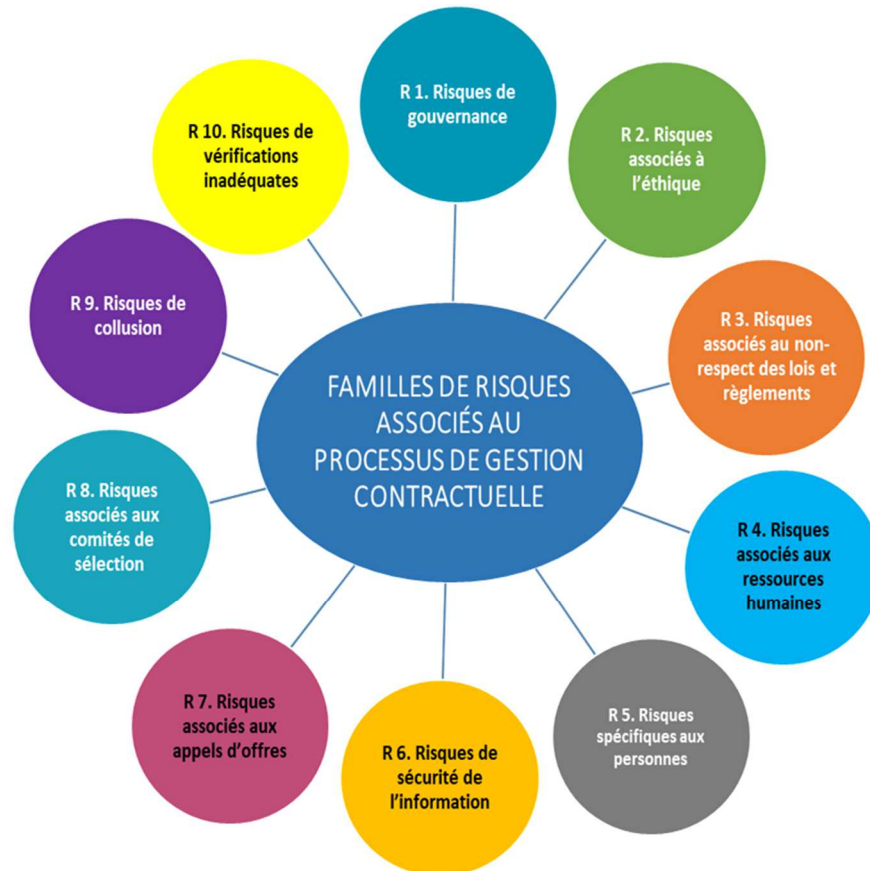 R 1. Risques de
gouvernance
R 2. Risques
associés à
l'éthique
R 3. Risques
associés au non-
respect des lois et
règlements
R 4. Risques
associés aux
ressources
humaines
R 5. Risques
spécifiques aux
personnes
R 6. Risques de
sécurité de
l'information
R 7. Risques
associés aux
appels d'offres
R 8. Risques
associés aux
comités de
sélection
R 9. Risques de
collusion
R 10. Risques de
vérifications
inadéquates
FAMILLES DE RISQUES
ASSOCIÉS AU
PROCESSUS DE GESTION
CONTRACTUELLE